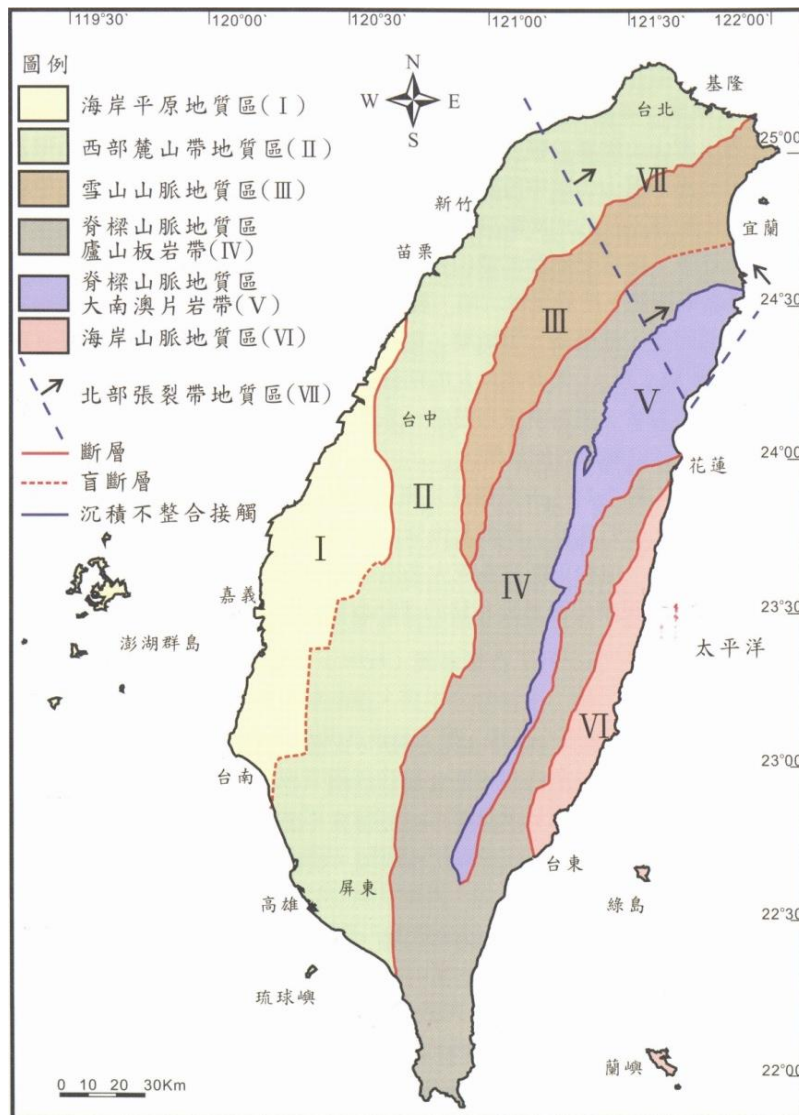 119°30' 120°00' 120°30' 121°00' 121°30' 122°00'
圖例
海岸平原地質區(I)
西部麓山帶地質區(II)
雪山山脈地質區(III)
脊樑山脈地質區
廬山板岩帶(IV)
脊樑山脈地質區
大南澳片岩帶(V)
海岸山脈地質區(VI)
北部張裂帶地質區(VII)
斷層
盲斷層
沉積不整合接觸
N
W E
S
基隆
台北
25°00
VII
新竹
宜蘭
苗栗
24°30
III
V
台中
花蓮
24°00
II
I
IV
嘉義
23°30
澎湖群島
太平洋
VI
台南
23°00
屏東
台東
高雄
綠島
22°30
琉球嶼
蘭嶼
22°00
0 10 20 30Km